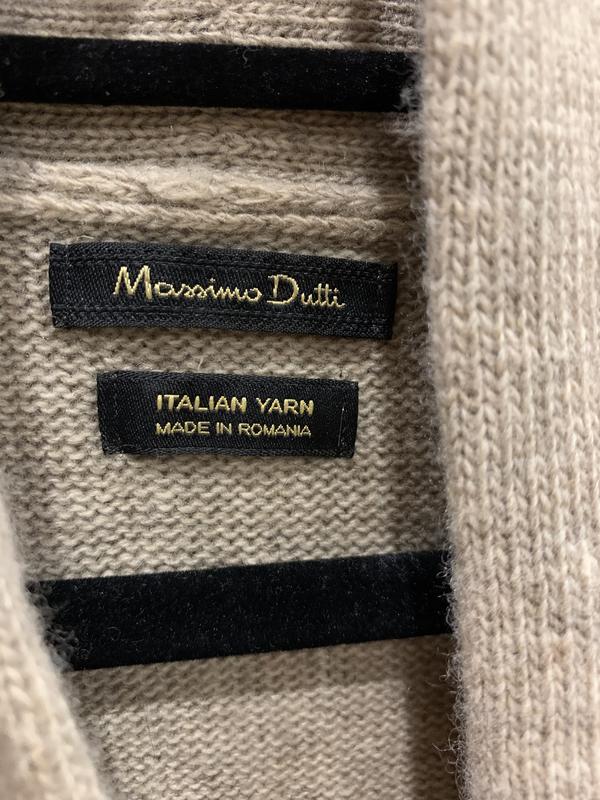 Massimo Dutti
ITALIAN YARN
MADE IN ROMANIA